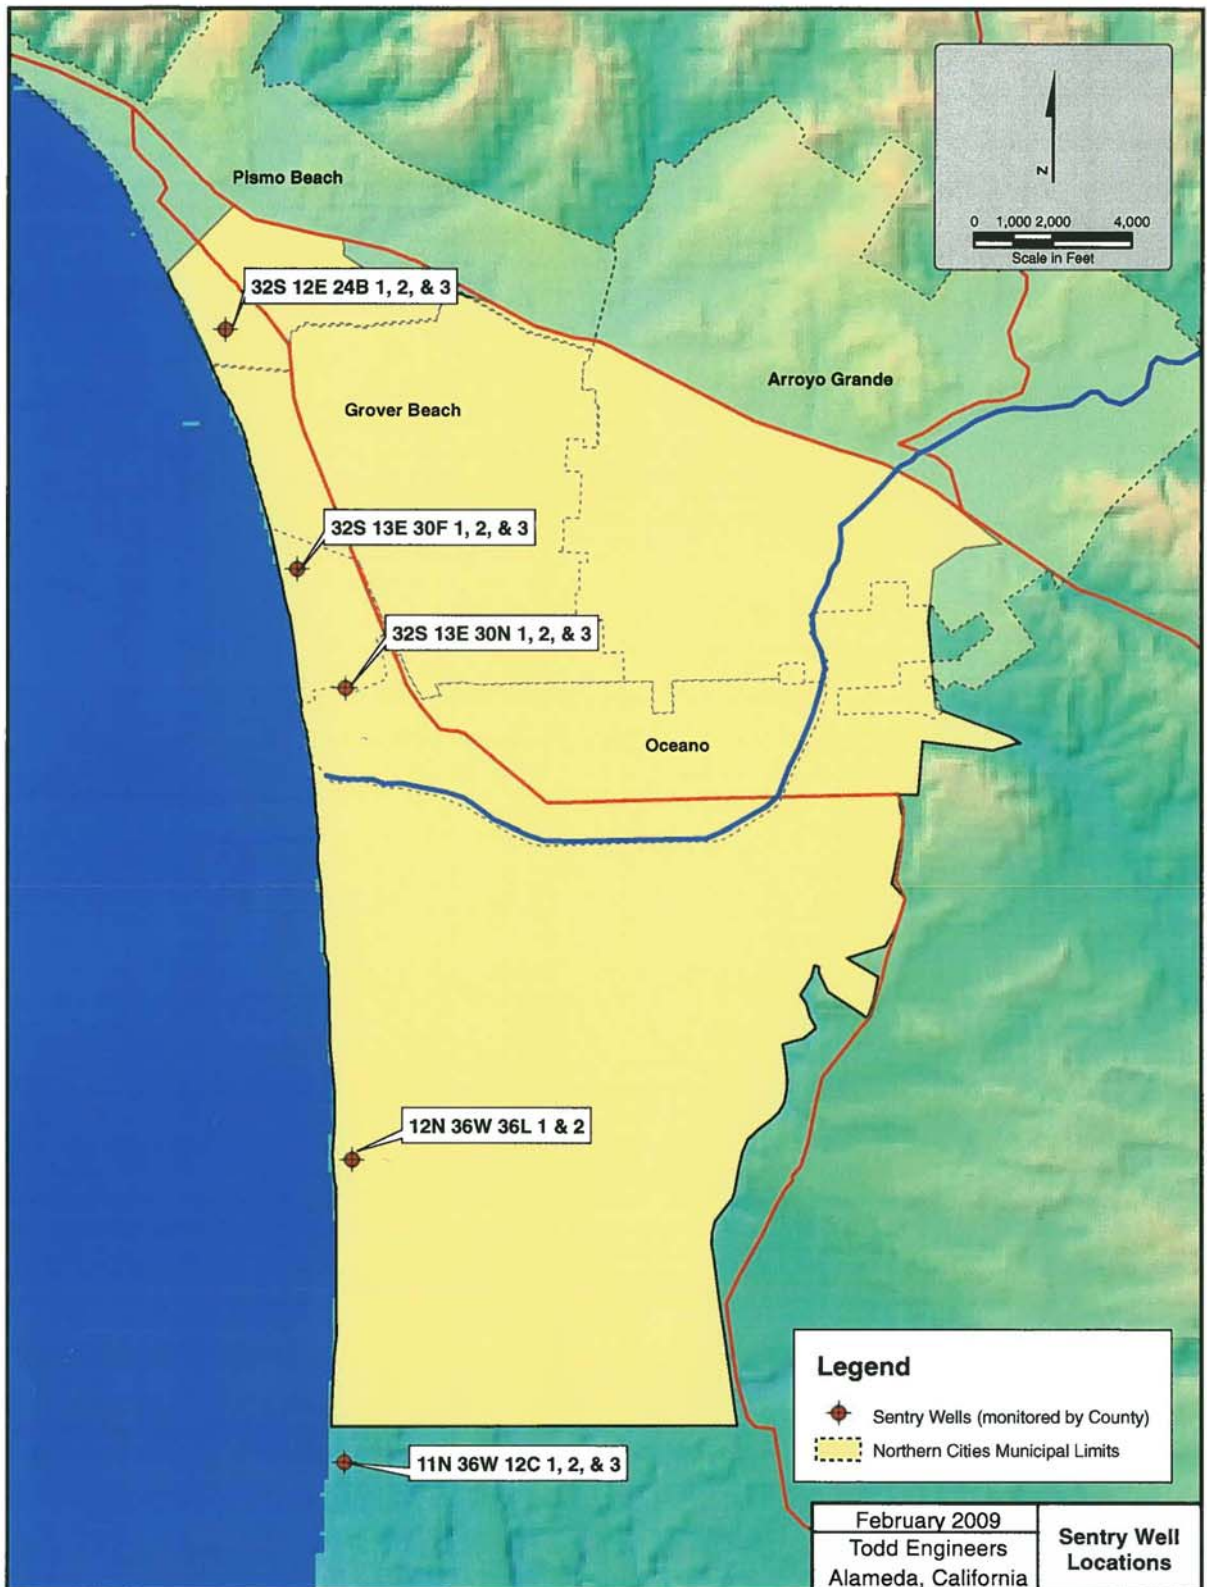 Pismo Beach
N
0 1,000 2,000 4,000
Scale in Feet
32S 12E 24B 1, 2, & 3
Arroyo Grande
Grover Beach
32S 13E 30F 1, 2, & 3
32S 13E 30N 1, 2, & 3
Oceano
12N 36W 36L 1 & 2
11N 36W 12C 1, 2, & 3
Legend
Sentry Wells (monitored by County)
Northern Cities Municipal Limits
February 2009
Todd Engineers
Alameda, California
Sentry Well
Locations